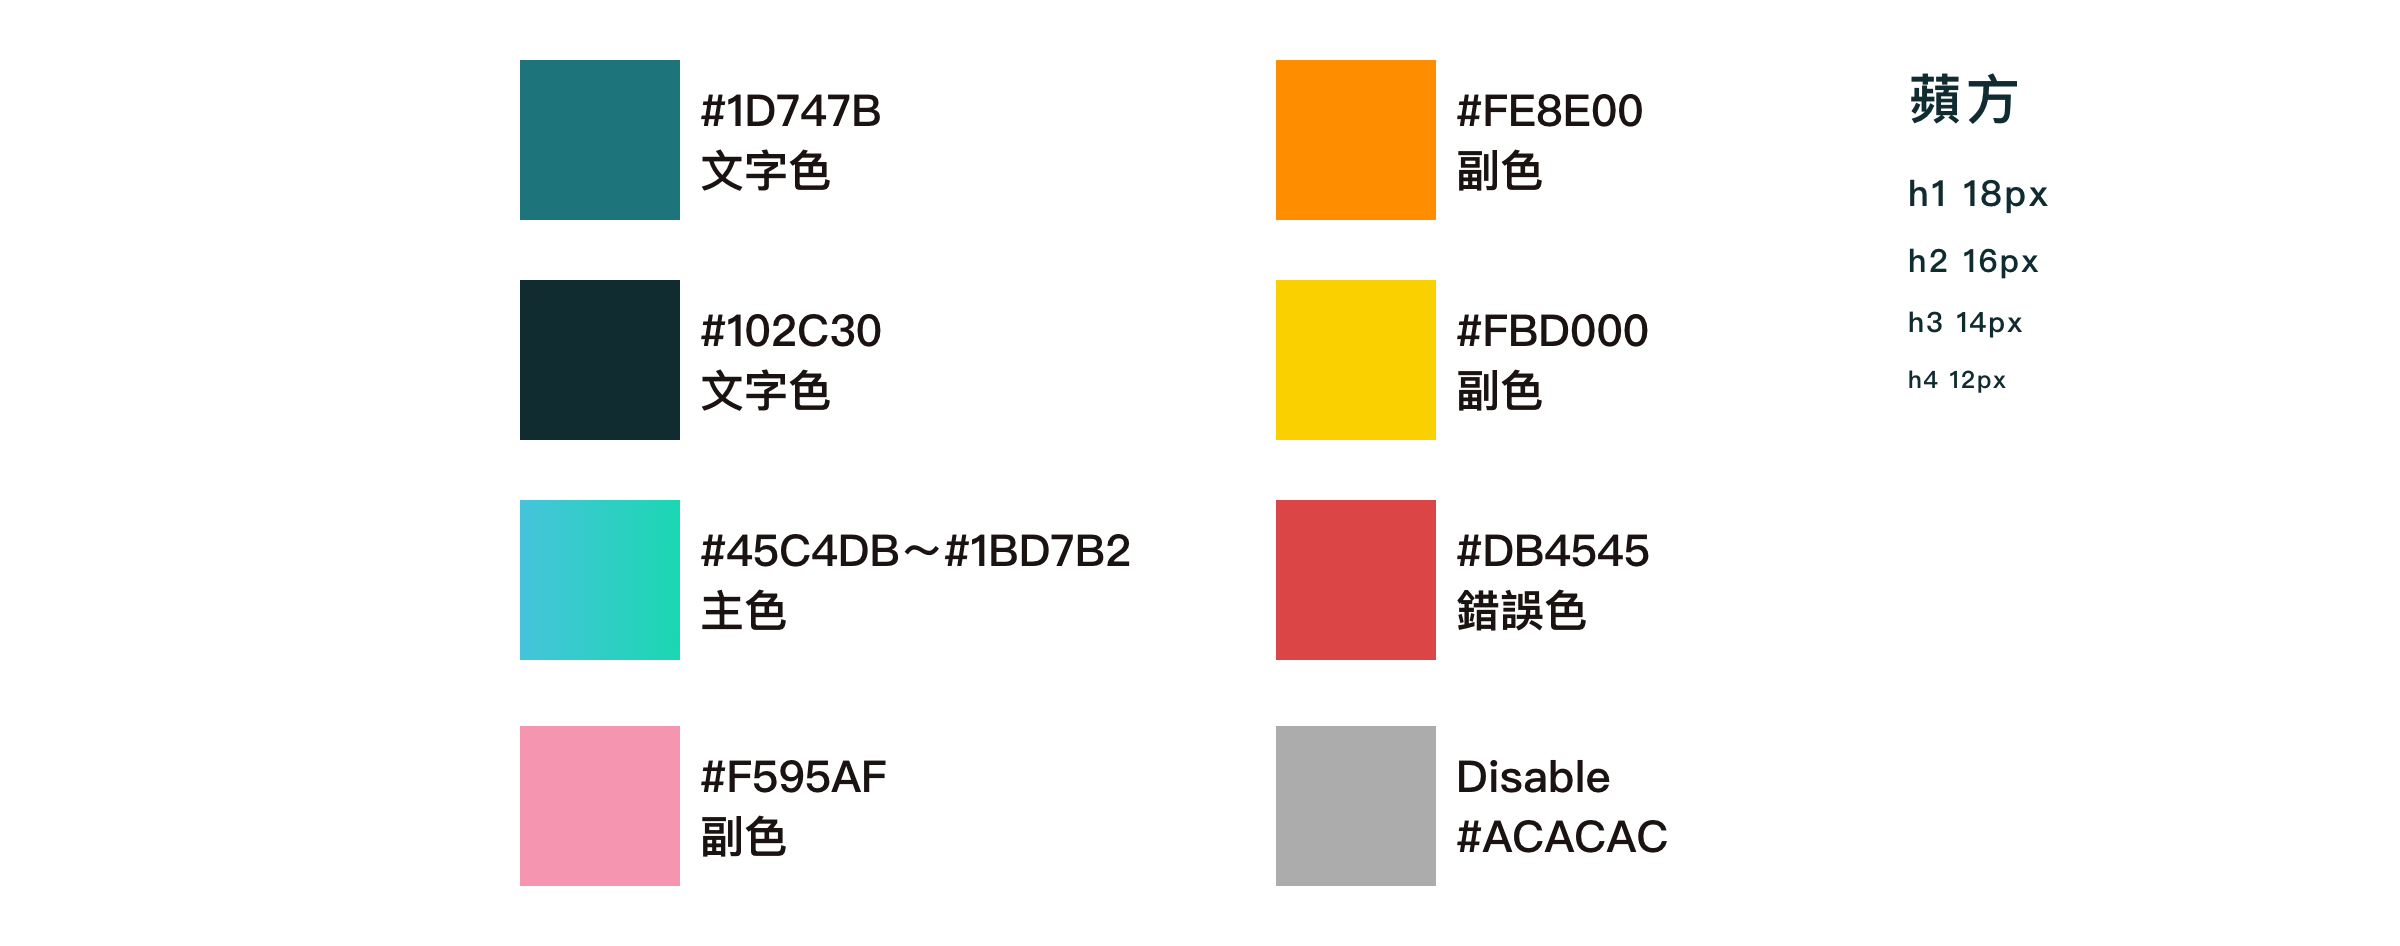 #1D747B
文字色
#102C30
文字色
#45C4DB～#1BD7B2
主色
#F595AF
副色
#FE8E00
副色
#FBD000
副色
#DB4545
錯誤色
Disable
#ACACAC
蘋方
h1 18px
h2 16px
h3 14px
h4 12px